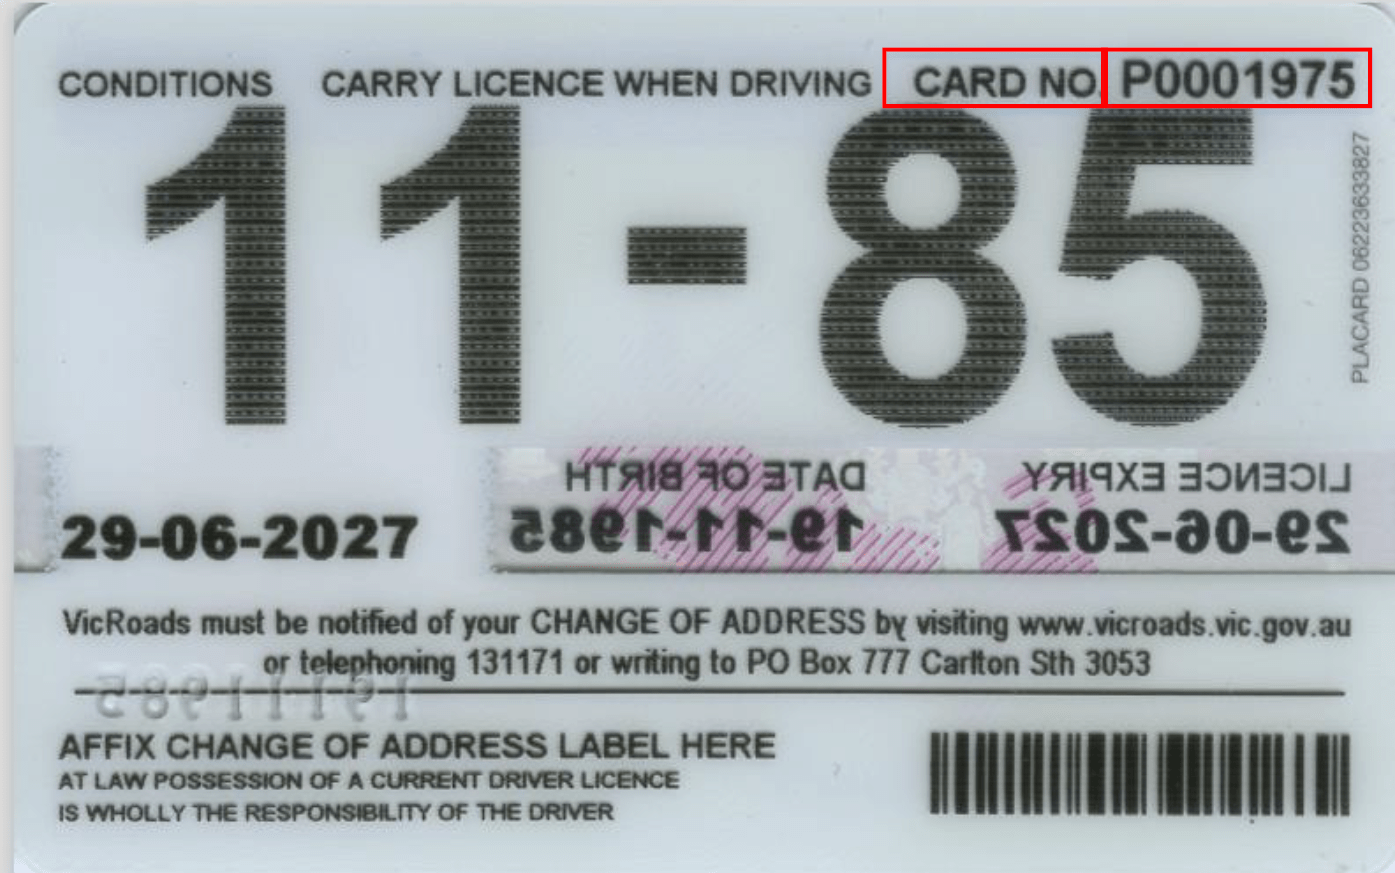 CONDITIONS CARRY LICENCE WHEN DRIVING CARD NO. P0001975
11-85
PLACARD 06223633827
DATE OF BIRTH LICENCE EXPIRY
29-06-2027 19-11-1985 29-06-2027
VicRoads must be notified of your CHANGE OF ADDRESS by visiting www.vicroads.vic.gov.au
or telephoning 131171 or writing to PO Box 777 Carlton Sth 3053
19111985
AFFIX CHANGE OF ADDRESS LABEL HERE
AT LAW POSSESSION OF A CURRENT DRIVER LICENCE
IS WHOLLY THE RESPONSIBILITY OF THE DRIVER